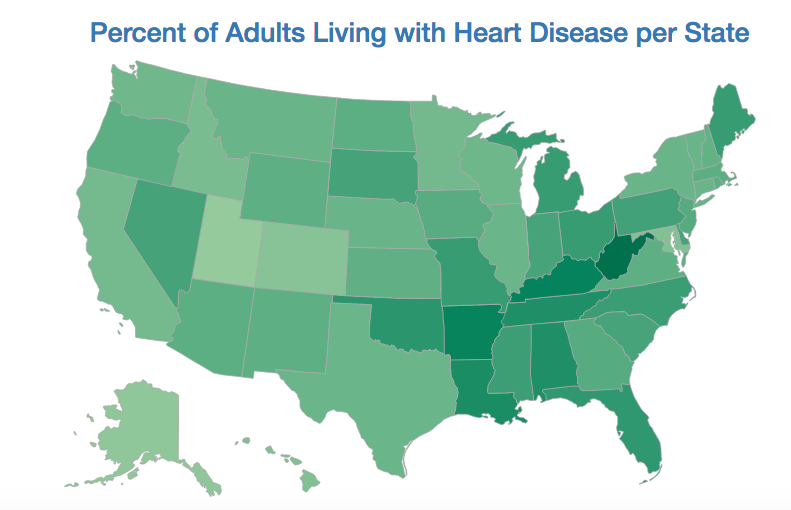 Percent of Adults Living with Heart Disease per State